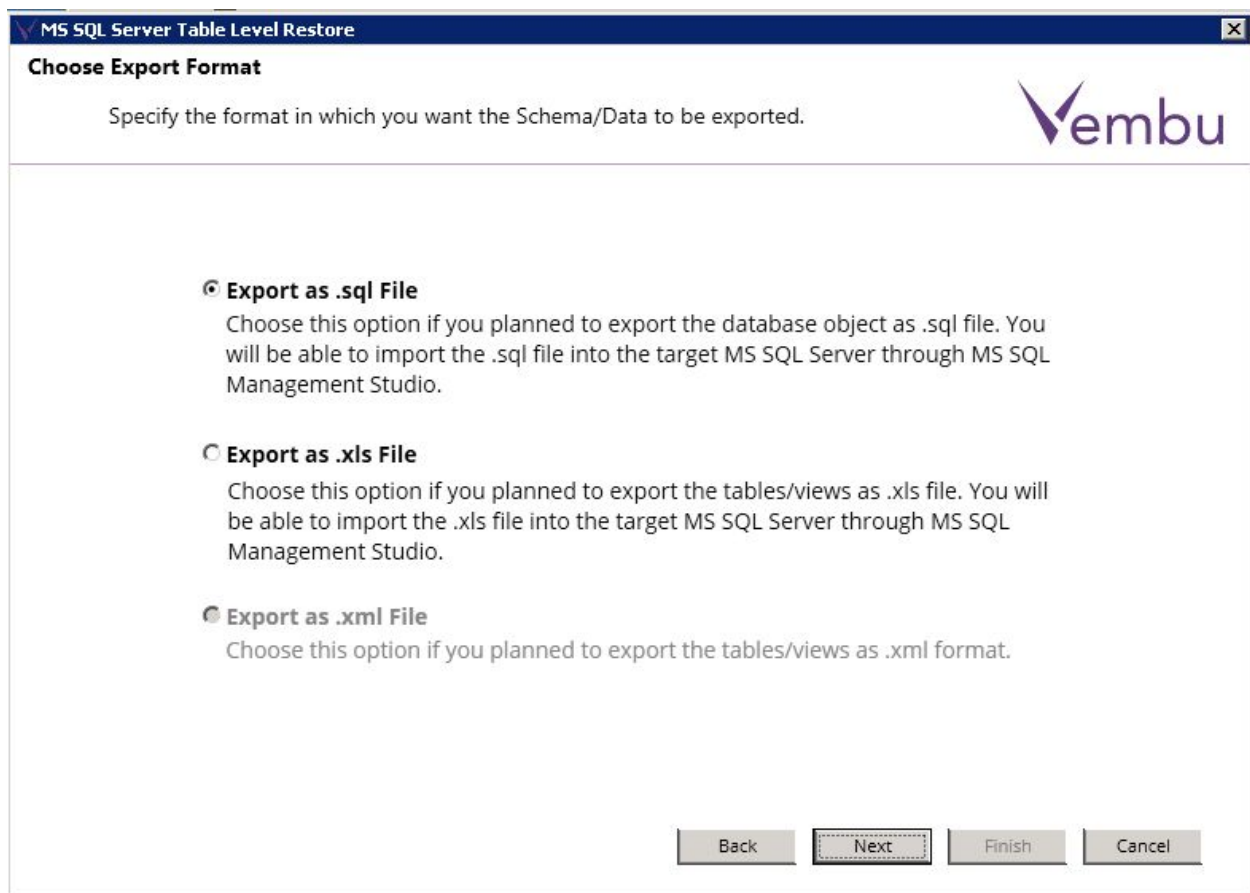 MS SQL Server Table Level Restore
Choose Export Format
Specify the format in which you want the Schema/Data to be exported.
Vembu
Export as .sql File
Choose this option if you planned to export the database object as .sql file. You
will be able to import the .sql file into the target MS SQL Server through MS SQL
Management Studio.
Export as .xls File
Choose this option if you planned to export the tables/views as .xls file. You will
be able to import the .xls file into the target MS SQL Server through MS SQL
Management Studio.
Export as .xml File
Choose this option if you planned to export the tables/views as .xml format.
Back Next Finish Cancel